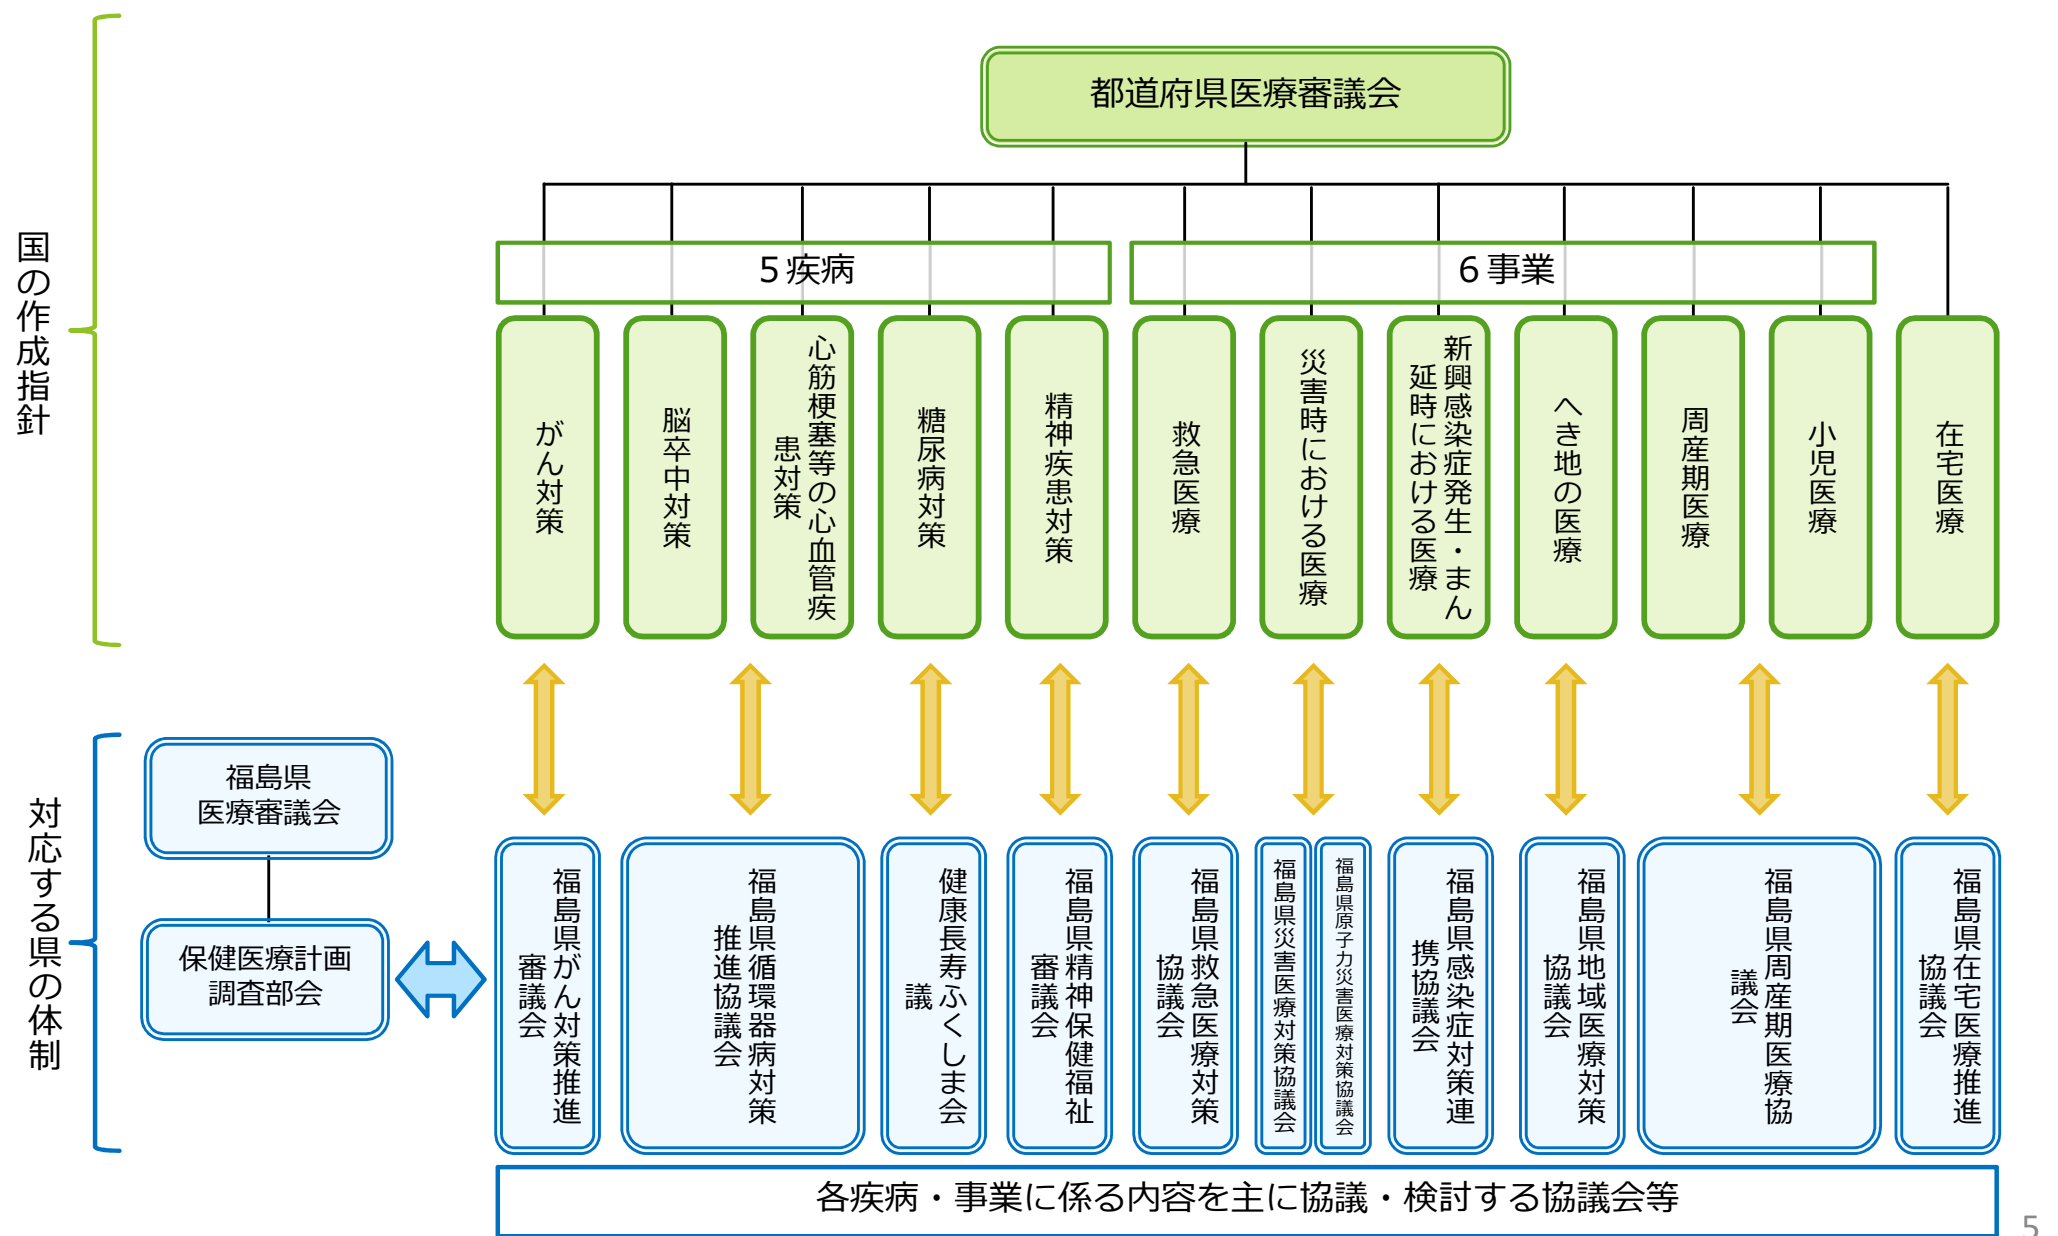 都道府県医療審議会
国の作成指針
5疾病
6事業
がん対策
脳卒中対策
心筋梗塞等の心血管疾
患対策
糖尿病対策
精神疾患対策
救急医療
災害時における医療
新興感染症発生・まん
延時における医療
へき地の医療
周産期医療
小児医療
在宅医療
対応する県の体制
福島県
医療審議会
保健医療計画
調査部会
福島県がん対策推進
審議会
福島県循環器病対策
推進協議会
健康長寿ふくしま会
議
福島県精神保健福祉
審議会
福島県救急医療対策
協議会
福島県災害医療対策協議会
福島県原子力災害医療対策協議会
福島県感染症対策連
携協議会
福島県地域医療対策
協議会
福島県周産期医療協
議会
福島県在宅医療推進
協議会
各疾病・事業に係る内容を主に協議・検討する協議会等
5